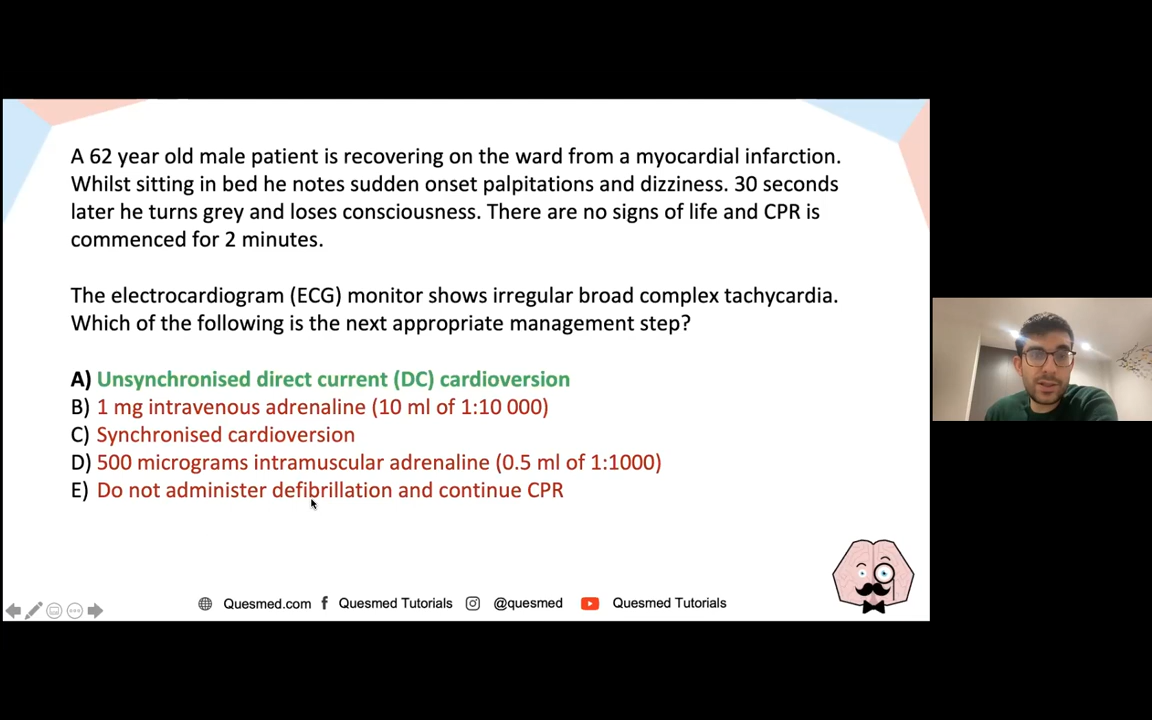 A 62 year old male patient is recovering on the ward from a myocardial infarction.
Whilst sitting in bed he notes sudden onset palpitations and dizziness. 30 seconds
later he turns grey and loses consciousness. There are no signs of life and CPR is
commenced for 2 minutes.
The electrocardiogram (ECG) monitor shows irregular broad complex tachycardia.
Which of the following is the next appropriate management step?
A) Unsynchronised direct current (DC) cardioversion
B) 1 mg intravenous adrenaline (10 ml of 1:10 000)
C) Synchronised cardioversion
D) 500 micrograms intramuscular adrenaline (0.5 ml of 1:1000)
E) Do not administer defibrillation and continue CPR
Quesmed.com f Quesmed Tutorials @quesmed Quesmed Tutorials